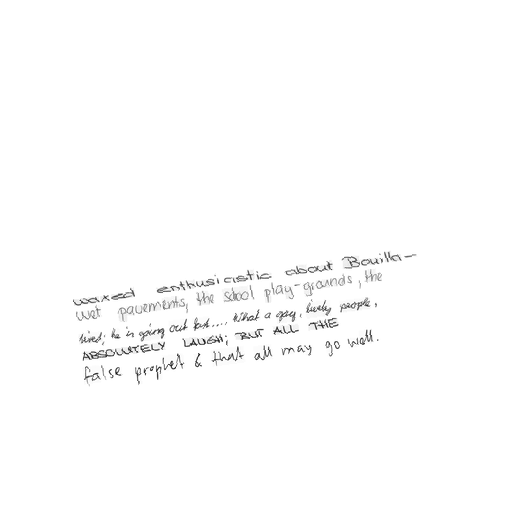 waxed enthusiastic about Bouilla-
wet pavements, the school play-grounds, the
tired; he is going out but.... What a gay, lively people,
ABSOLUTELY LAUGH; BUT ALL THE
false prophet & that all may go well.